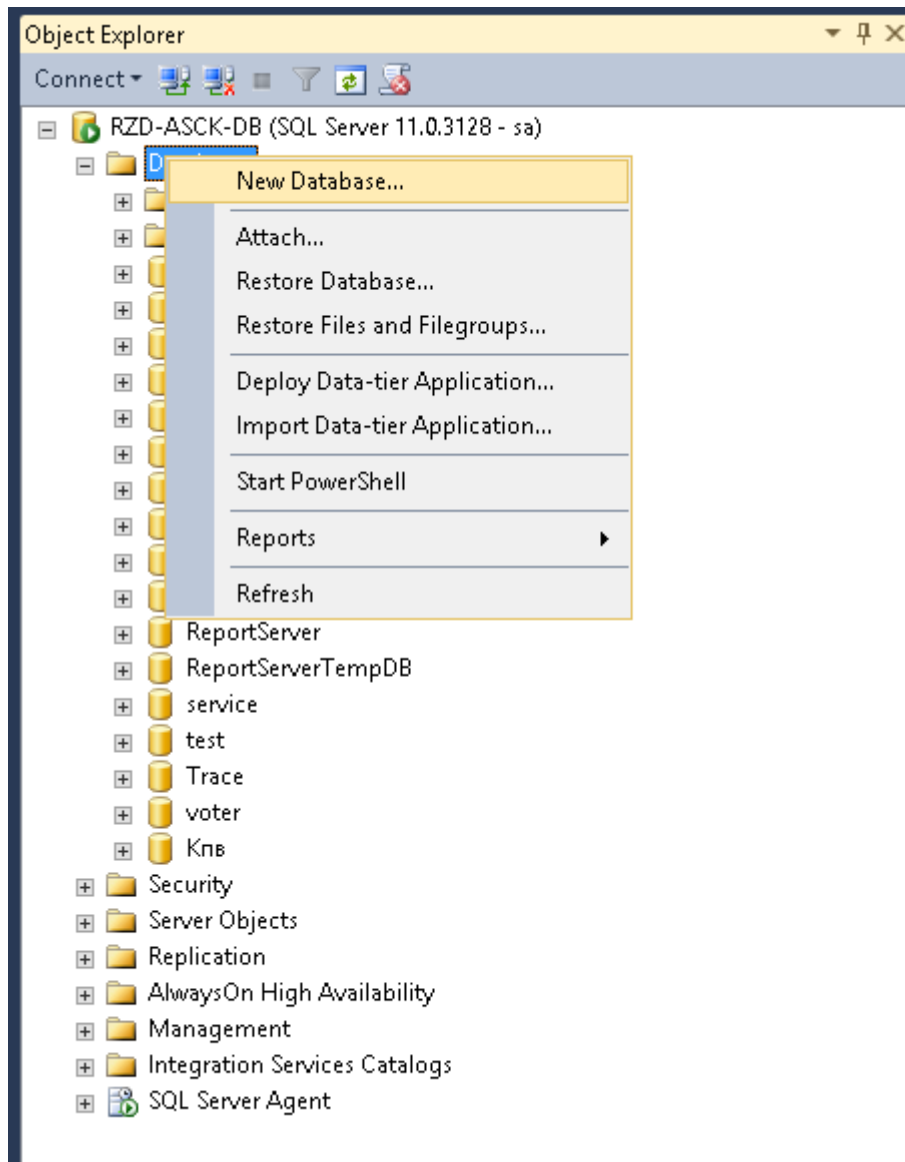 Object Explorer
Connect
RZD-ASCK-DB (SQL Server 11.0.3128 - sa)
New Database...
Attach...
Restore Database...
Restore Files and Filegroups...
Deploy Data-tier Application...
Import Data-tier Application...
Start PowerShell
Reports
Refresh
ReportServer
ReportServerTempDB
service
test
Trace
voter
Кпв
Security
Server Objects
Replication
AlwaysOn High Availability
Management
Integration Services Catalogs
SQL Server Agent